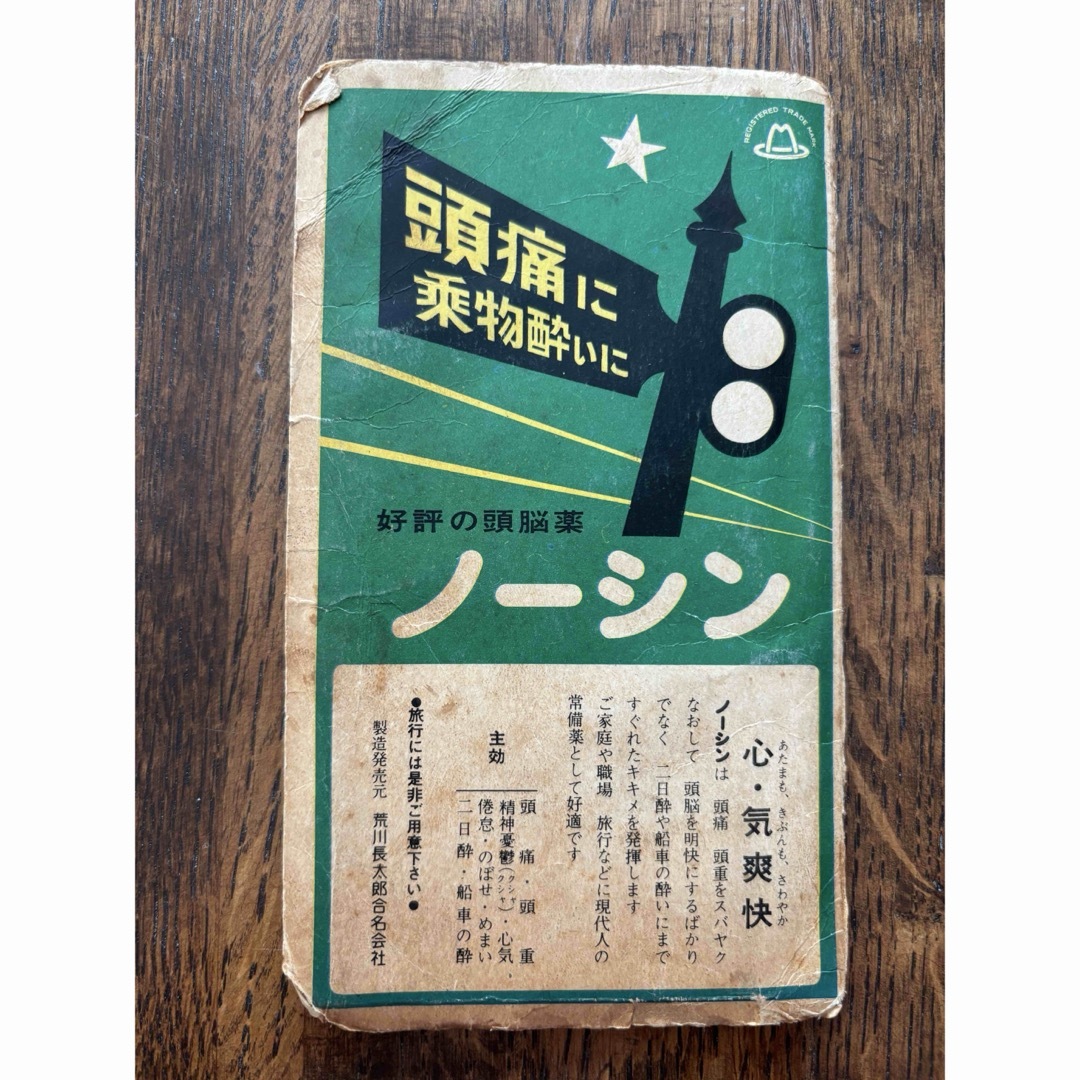 REGISTERED TRADE MARK
頭痛に
乗物酔いに
好評の頭脳薬
ノーシン
あたまも、きぶんも、さわやか
心・気爽快
ノーシンは 頭痛 頭重をスバヤク
なおして 頭脳を明快にするばかり
でなく 二日酔や船車の酔いにまで
すぐれたキキメを発揮します
ご家庭や職場 旅行などに現代人の
常備薬として好適です
主効
頭痛・頭重
精神憂鬱(クシャクシャ)・心気、
倦怠・のぼせ・めまい
二日酔・船車の酔
●旅行には是非ご用意下さい●
製造発売元 荒川長太郎合名会社